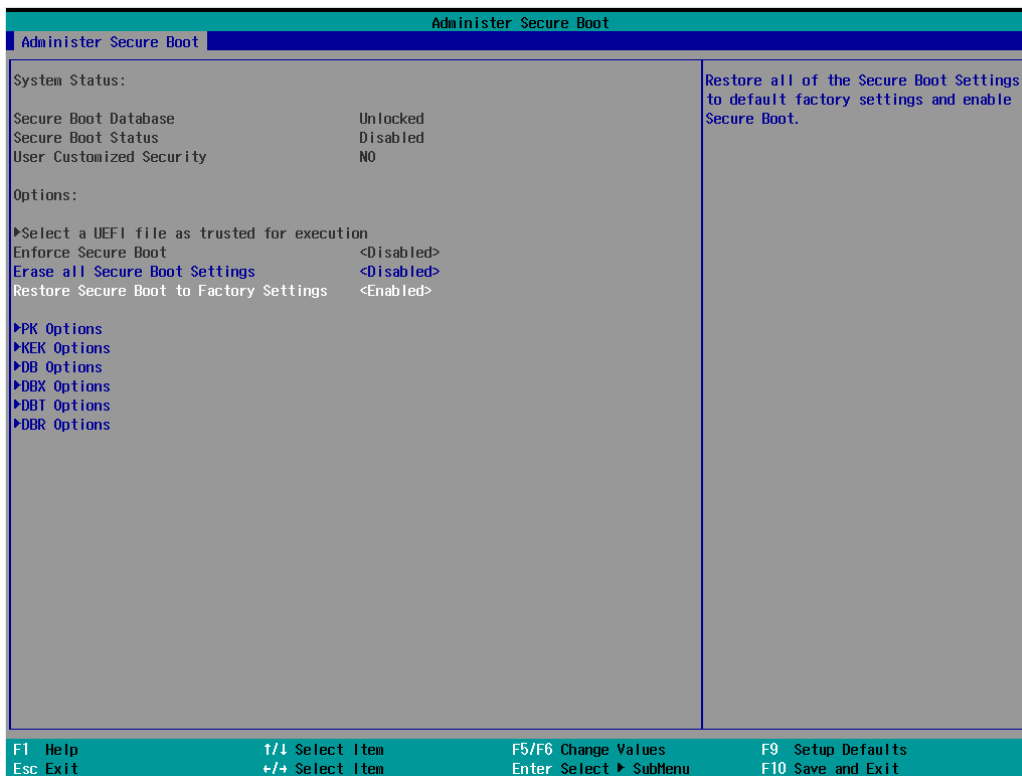 Administer Secure Boot
Administer Secure Boot
System Status:
Secure Boot Database Unlocked
Secure Boot Status Disabled
User Customized Security NO
Options:
▶Select a UEFI file as trusted for execution
Enforce Secure Boot <Disabled>
Erase all Secure Boot Settings <Disabled>
Restore Secure Boot to Factory Settings <Enabled>
▶PK Options
▶KEK Options
▶DB Options
▶DBX Options
▶DBT Options
▶DBR Options
Restore all of the Secure Boot Settings
to default factory settings and enable
Secure Boot.
F1 Help ↑/↓ Select Item F5/F6 Change Values F9 Setup Defaults
Esc Exit ←/→ Select Item Enter Select ▶ SubMenu F10 Save and Exit